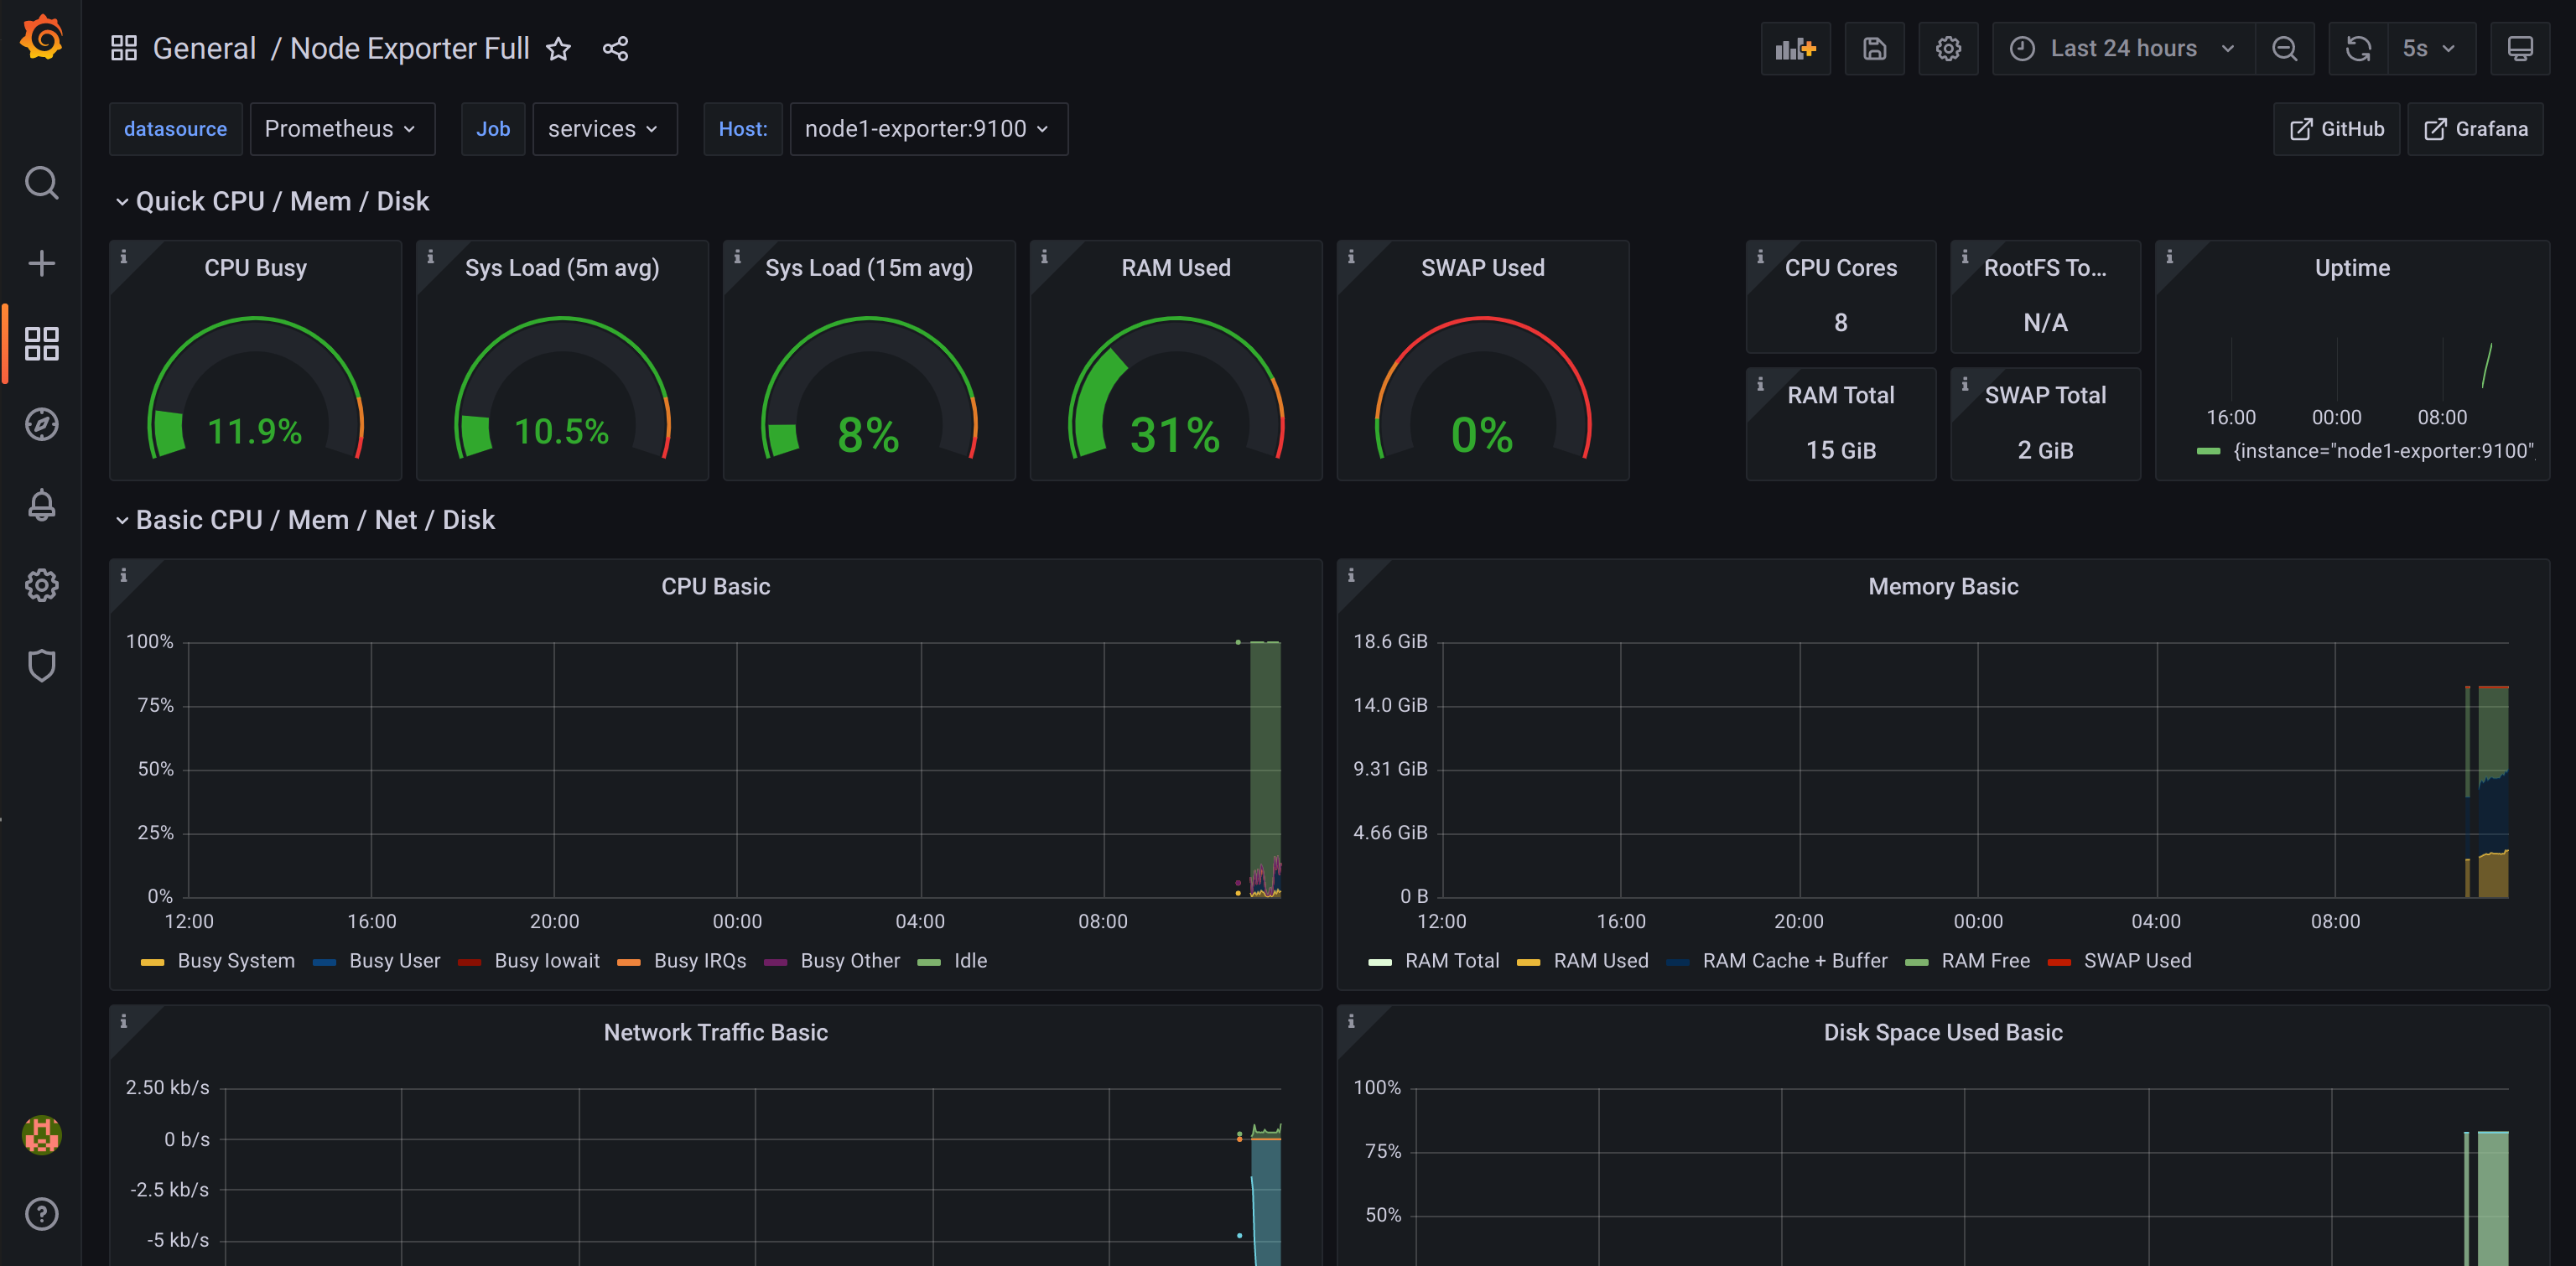 General / Node Exporter Full
Last 24 hours
5s
datasource Prometheus Job services Host: node1-exporter:9100
GitHub Grafana
Quick CPU / Mem / Disk
CPU Busy
11.9%
Sys Load (5m avg)
10.5%
Sys Load (15m avg)
8%
RAM Used
31%
SWAP Used
0%
CPU Cores
8
RootFS To...
N/A
RAM Total
15 GiB
SWAP Total
2 GiB
Uptime
16:00 00:00 08:00
{instance="node1-exporter:9100"
Basic CPU / Mem / Net / Disk
CPU Basic
100%
75%
50%
25%
0%
12:00 16:00 20:00 00:00 04:00 08:00
Busy System Busy User Busy Iowait Busy IRQs Busy Other Idle
Memory Basic
18.6 GiB
14.0 GiB
9.31 GiB
4.66 GiB
0 B
12:00 16:00 20:00 00:00 04:00 08:00
RAM Total RAM Used RAM Cache + Buffer RAM Free SWAP Used
Network Traffic Basic
2.50 kb/s
0 b/s
-2.5 kb/s
-5 kb/s
Disk Space Used Basic
100%
75%
50%